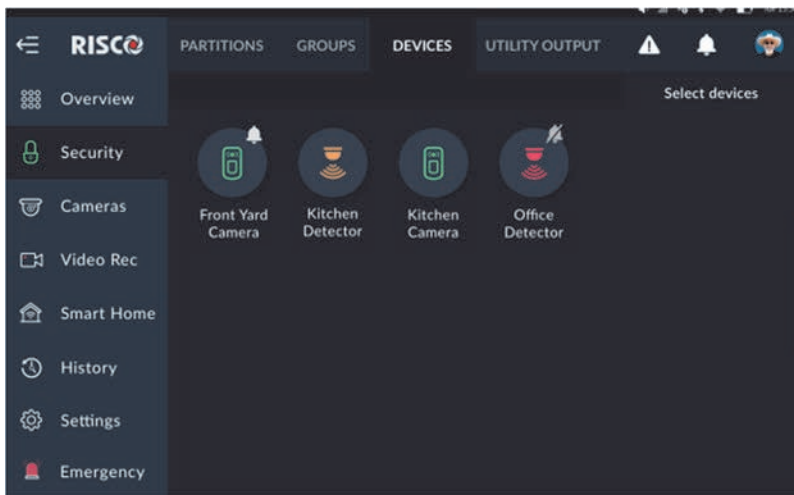 RISCO
PARTITIONS
GROUPS
DEVICES
UTILITY OUTPUT
Overview
Select devices
Security
Cameras
Video Rec
Smart Home
History
Settings
Emergency
Front Yard
Camera
Kitchen
Detector
Kitchen
Camera
Office
Detector